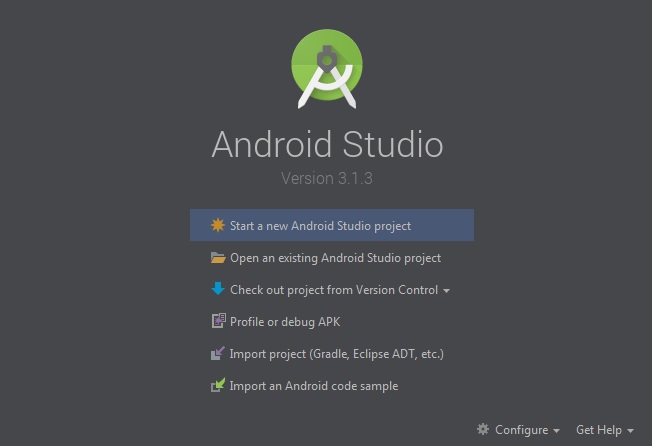 Android Studio
Version 3.1.3
Start a new Android Studio project
Open an existing Android Studio project
Check out project from Version Control
Profile or debug APK
Import project (Gradle, Eclipse ADT, etc.)
Import an Android code sample
Configure Get Help